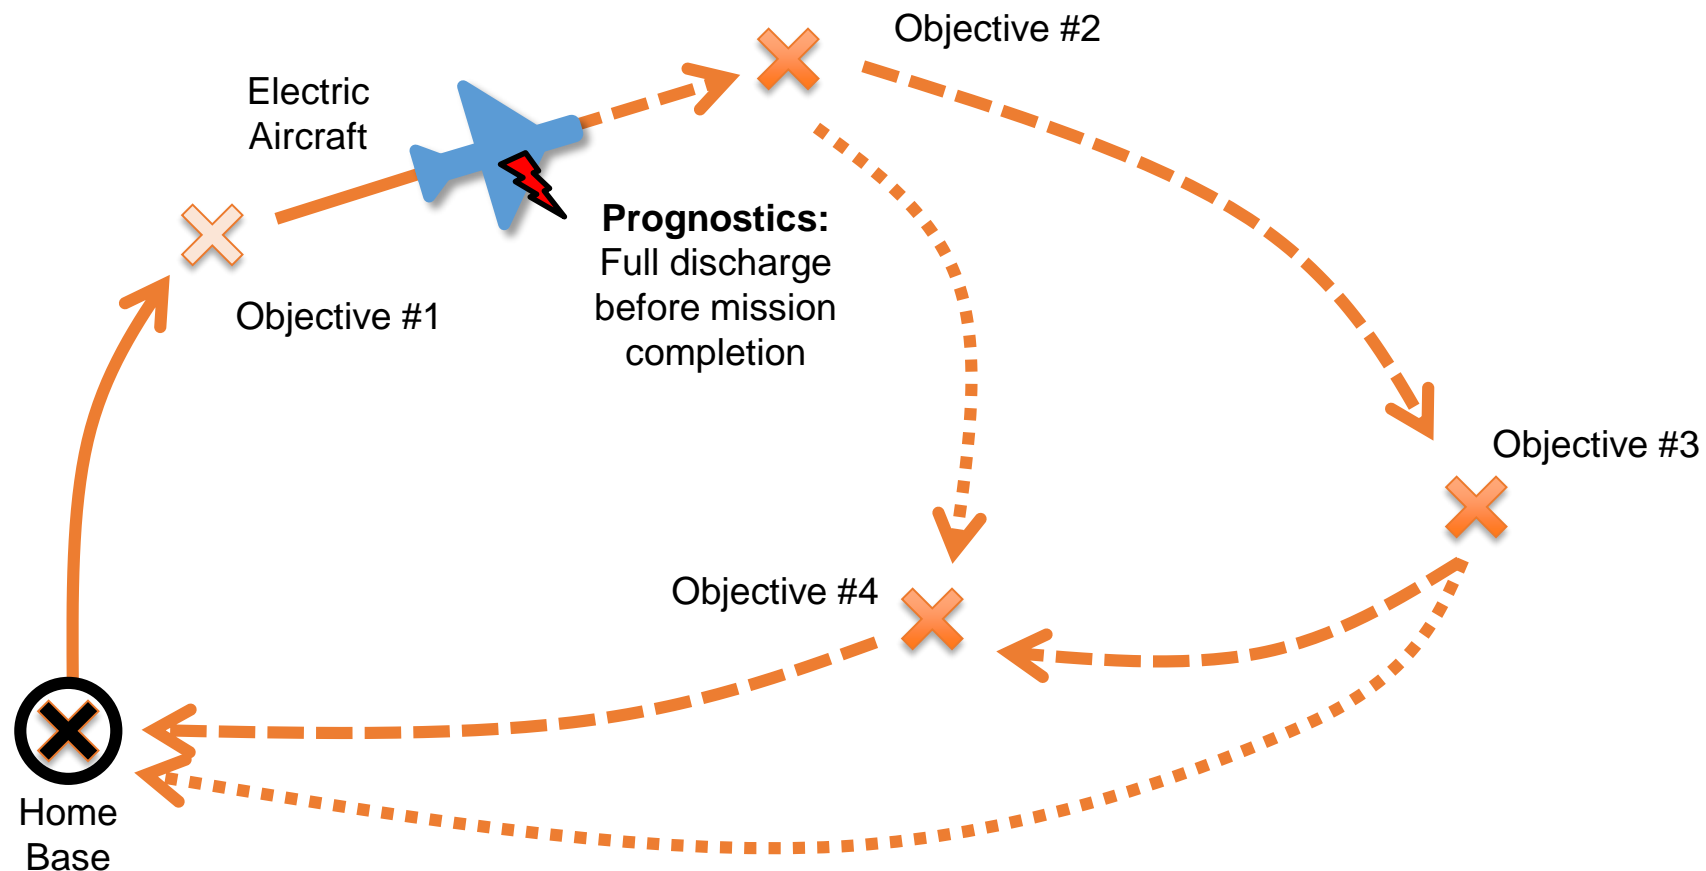 Objective #2
Electric
Aircraft
Prognostics:
Full discharge
before mission
completion
Objective #1
Objective #3
Objective #4
Home
Base